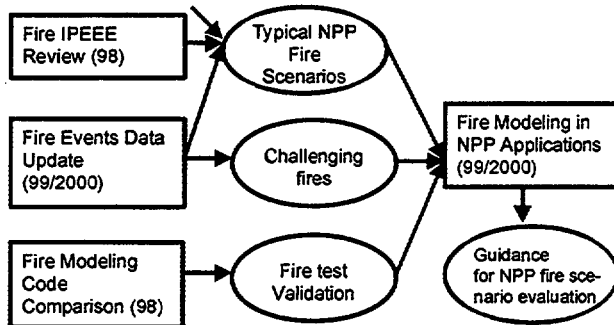 Fire IPEEE
Review (98)
Typical NPP
Fire
Scenarios
Fire Events Data
Update
(99/2000)
Challenging
fires
Fire Modeling in
NPP Applications
(99/2000)
Fire Modeling
Code
Comparison (98)
Fire test
Validation
Guidance
for NPP fire sce-
nario evaluation